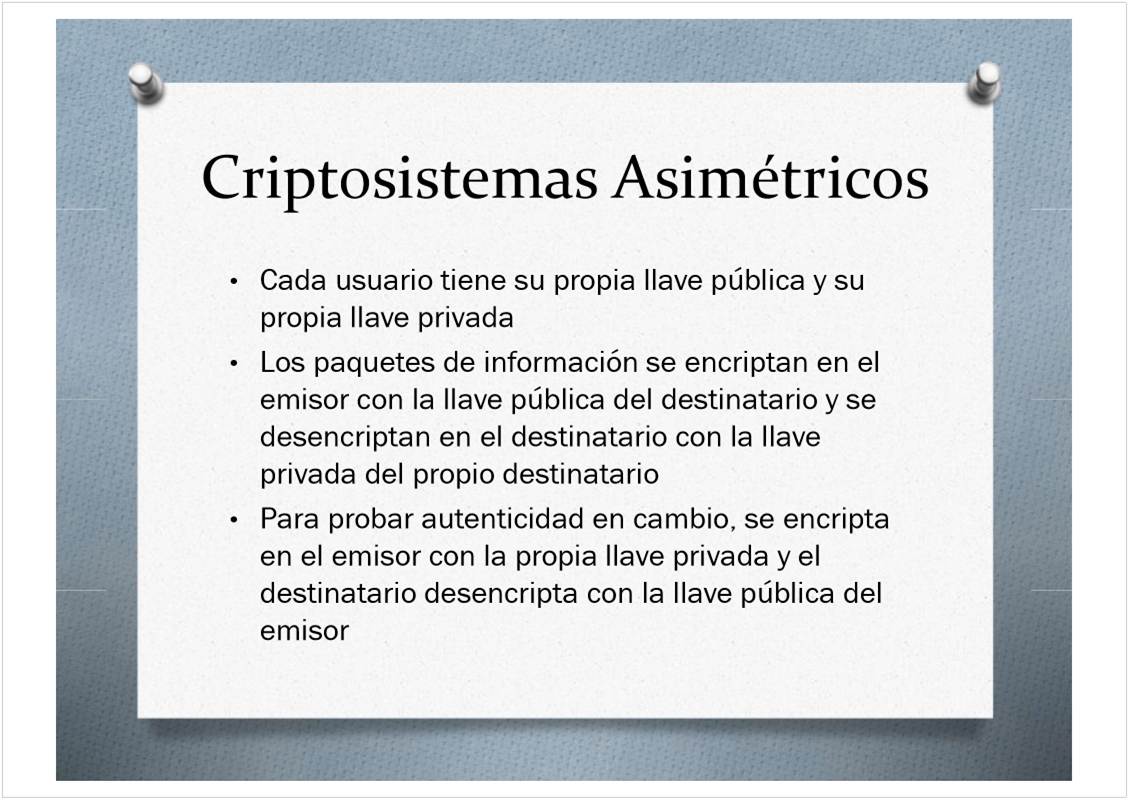 Criptosistemas Asimétricos
• Cada usuario tiene su propia llave pública y su
propia llave privada
• Los paquetes de información se encriptan en el
emisor con la llave pública del destinatario y se
desencriptan en el destinatario con la llave
privada del propio destinatario
• Para probar autenticidad en cambio, se encripta
en el emisor con la propia llave privada y el
destinatario desencripta con la llave pública del
emisor